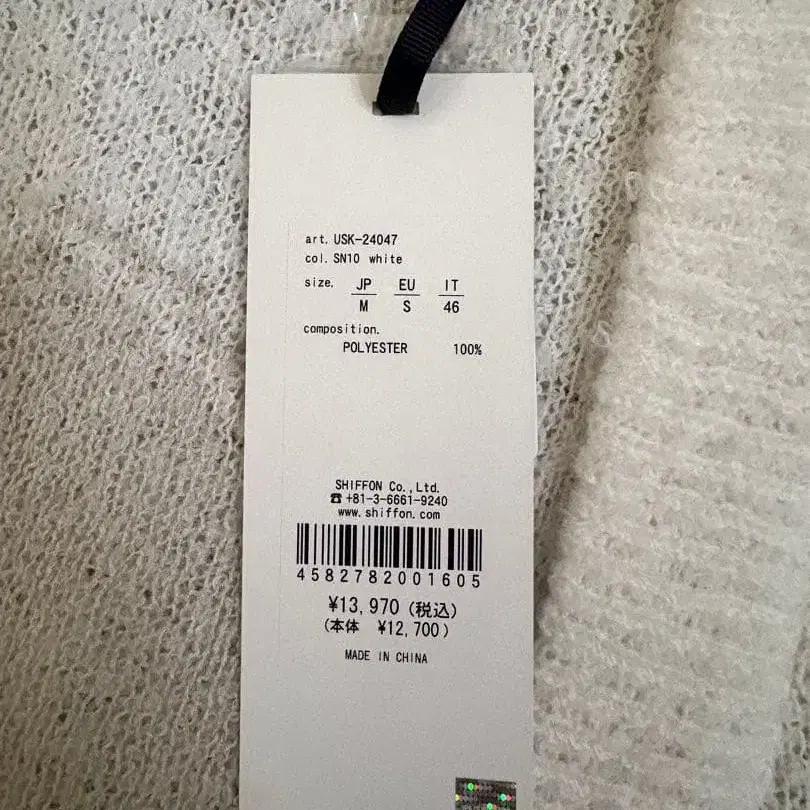 art. USK-24047
col. SN10 white
size. JP EU IT
M S 46
composition.
POLYESTER 100%
SHIFFON Co.,Ltd.
☎ +81-3-6661-9240
www.shiffon.com
4582782001605
¥13,970 (税込)
(本体 ¥12,700)
MADE IN CHINA